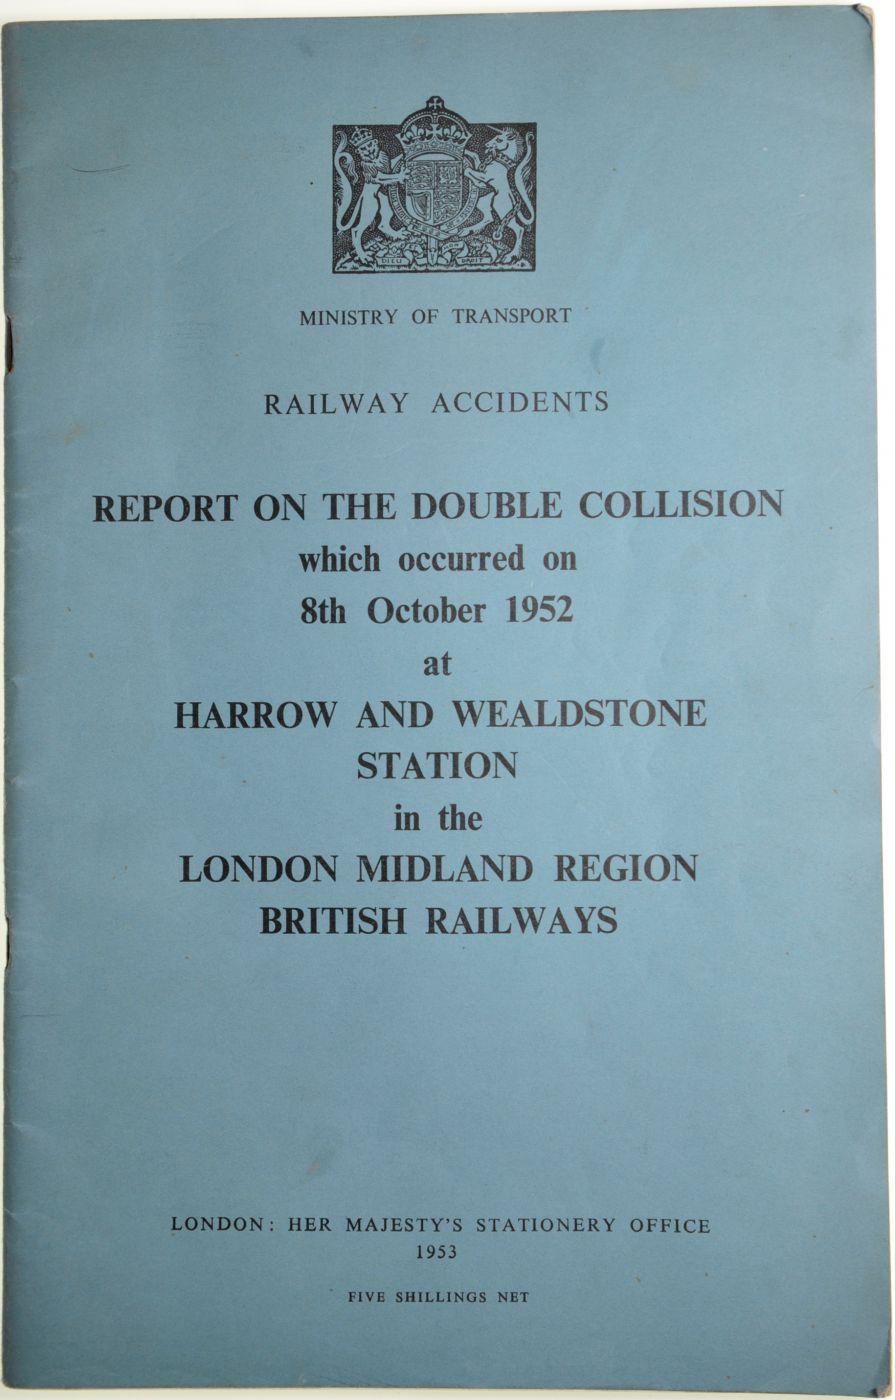 DIEU DROIT
MINISTRY OF TRANSPORT
RAILWAY ACCIDENTS
REPORT ON THE DOUBLE COLLISION
which occurred on
8th October 1952
at
HARROW AND WEALDSTONE
STATION
in the
LONDON MIDLAND REGION
BRITISH RAILWAYS
LONDON: HER MAJESTY'S STATIONERY OFFICE
1953
FIVE SHILLINGS NET